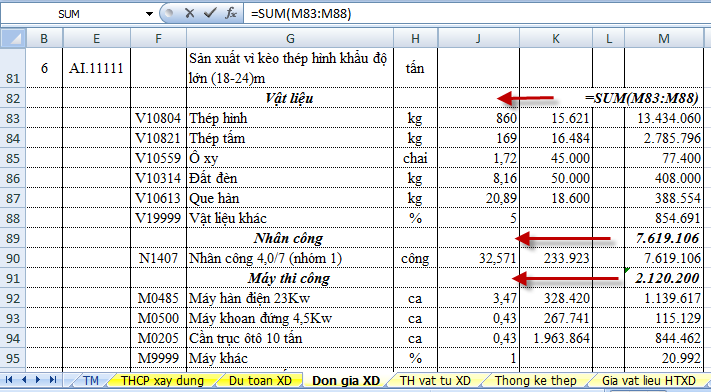 SUM =SUM(M83:M88)
B E F G H J K L M
81 6 AI.11111 Sản xuất vì kèo thép hình khẩu độ lớn (18-24)m tấn
82 Vật liệu =SUM(M83:M88)
83 V10804 Thép hình kg 860 15.621 13.434.060
84 V10821 Thép tấm kg 169 16.484 2.785.796
85 V10559 Ô xy chai 1,72 45.000 77.400
86 V10314 Đất đèn kg 8,16 50.000 408.000
87 V10613 Que hàn kg 20,89 18.600 388.554
88 V19999 Vật liệu khác % 5 854.691
89 Nhân công 7.619.106
90 N1407 Nhân công 4,0/7 (nhóm 1) công 32,571 233.923 7.619.106
91 Máy thi công 2.120.200
92 M0485 Máy hàn điện 23Kw ca 3,47 328.420 1.139.617
93 M0500 Máy khoan đứng 4,5Kw ca 0,43 267.741 115.129
94 M0205 Cần trục ôtô 10 tấn ca 0,43 1.963.864 844.462
95 M9999 Máy khác % 1 20.992
TM THCP xay dung Du toan XD Don gia XD TH vat tu XD Thong ke thep Gia vat lieu HTXD